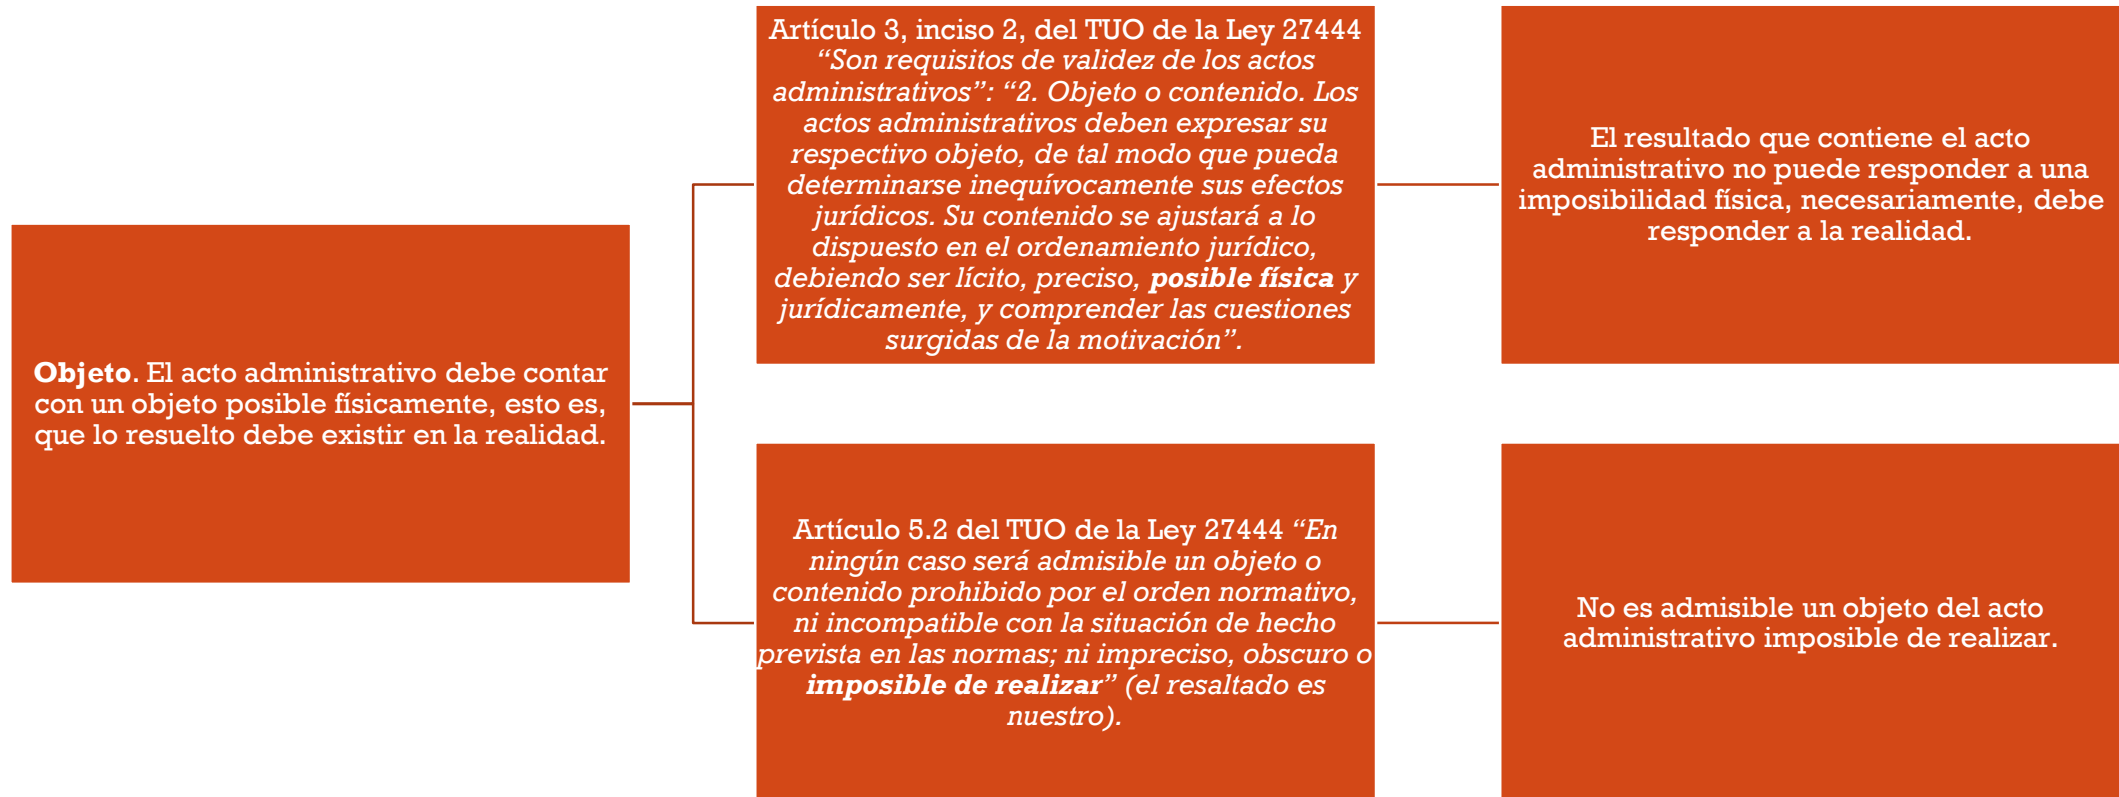 Objeto. El acto administrativo debe contar
con un objeto posible físicamente, esto es,
que lo resuelto debe existir en la realidad.
Artículo 3, inciso 2, del TUO de la Ley 27444
“Son requisitos de validez de los actos
administrativos”: “2. Objeto o contenido. Los
actos administrativos deben expresar su
respectivo objeto, de tal modo que pueda
determinarse inequívocamente sus efectos
jurídicos. Su contenido se ajustará a lo
dispuesto en el ordenamiento jurídico,
debiendo ser lícito, preciso, posible física y
jurídicamente, y comprender las cuestiones
surgidas de la motivación”.
El resultado que contiene el acto
administrativo no puede responder a una
imposibilidad física, necesariamente, debe
responder a la realidad.
Artículo 5.2 del TUO de la Ley 27444 “En
ningún caso será admisible un objeto o
contenido prohibido por el orden normativo,
ni incompatible con la situación de hecho
prevista en las normas; ni impreciso, obscuro o
imposible de realizar” (el resaltado es
nuestro).
No es admisible un objeto del acto
administrativo imposible de realizar.